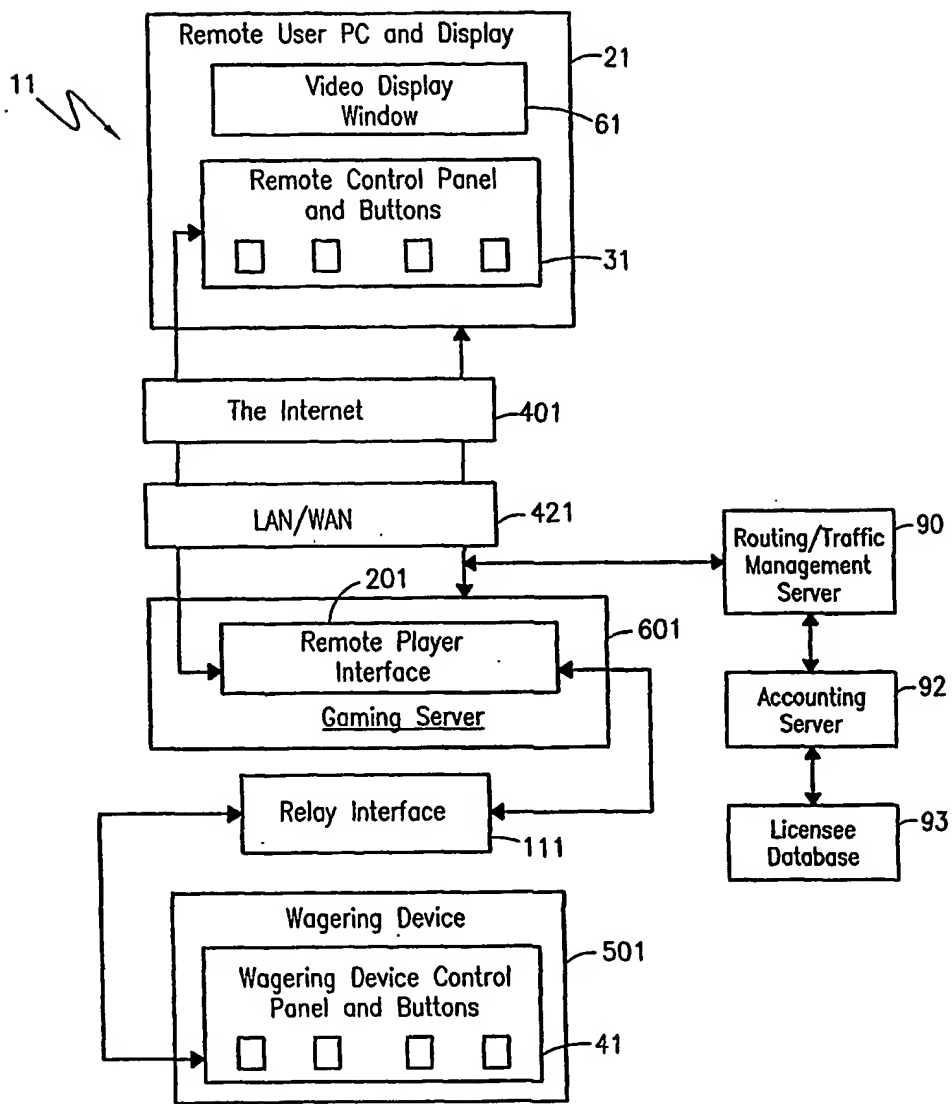 Remote User PC and Display
21
11
Video Display
Window
61
Remote Control Panel
and Buttons
31
The Internet
401
LAN/WAN
421
Routing/Traffic
Management
Server
90
201
Remote Player
Interface
601
Gaming Server
Accounting
Server
92
Relay Interface
111
Licensee
Database
93
Wagering Device
501
Wagering Device Control
Panel and Buttons
41